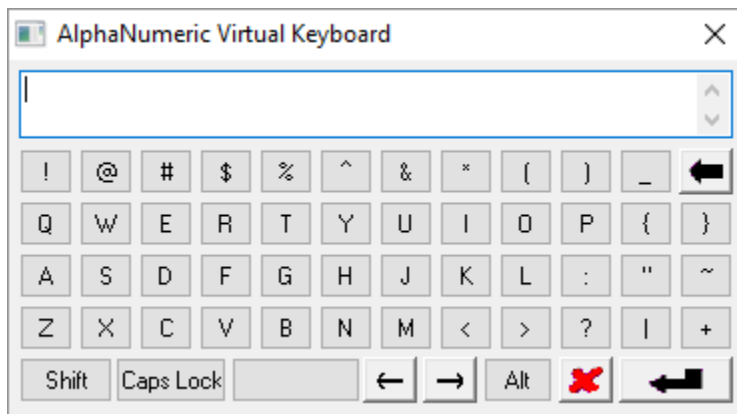 AlphaNumeric Virtual Keyboard
! @ # $ % ^ & * ( ) _
Q W E R T Y U I O P { }
A S D F G H J K L : " ~
Z X C V B N M < > ? | +
Shift Caps Lock ← → Alt